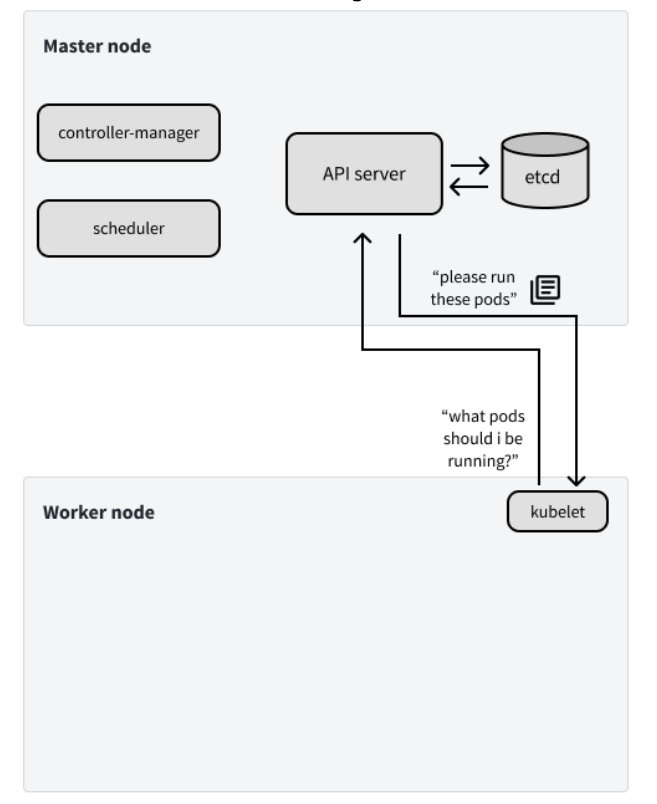 Master node
controller-manager
API server
etcd
scheduler
“please run
these pods”
“what pods
should i be
running?”
Worker node
kubelet